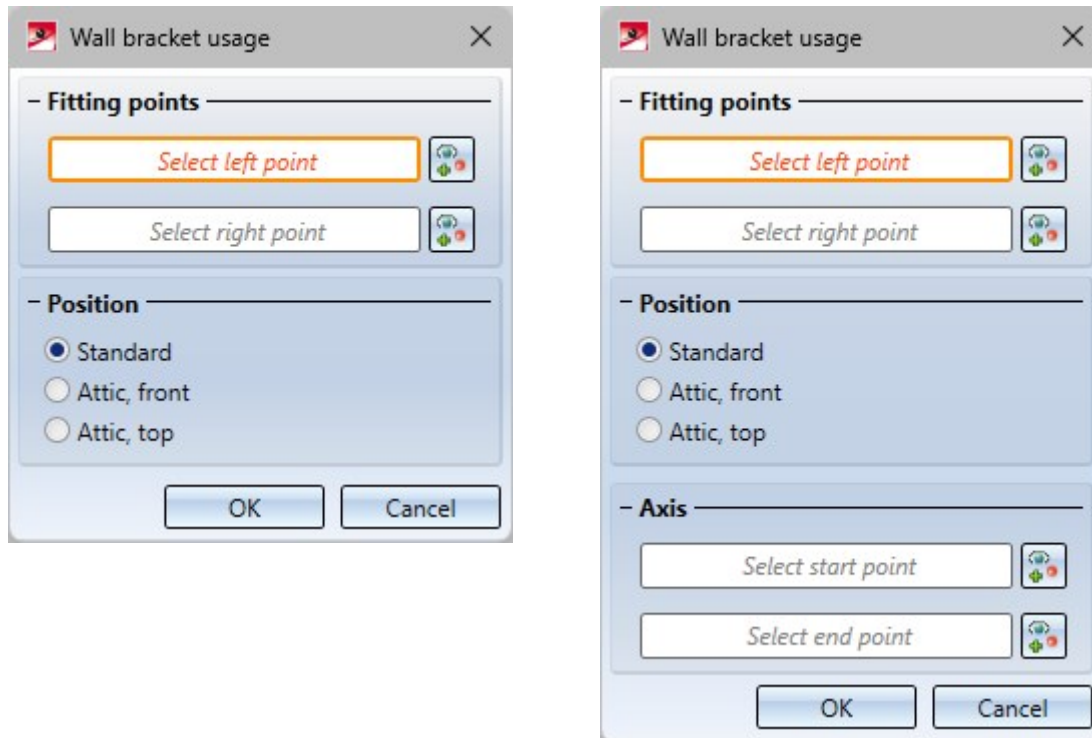 Wall bracket usage
Fitting points
Select left point
Select right point
Position
Standard
Attic, front
Attic, top
OK Cancel
Wall bracket usage
Fitting points
Select left point
Select right point
Position
Standard
Attic, front
Attic, top
Axis
Select start point
Select end point
OK Cancel